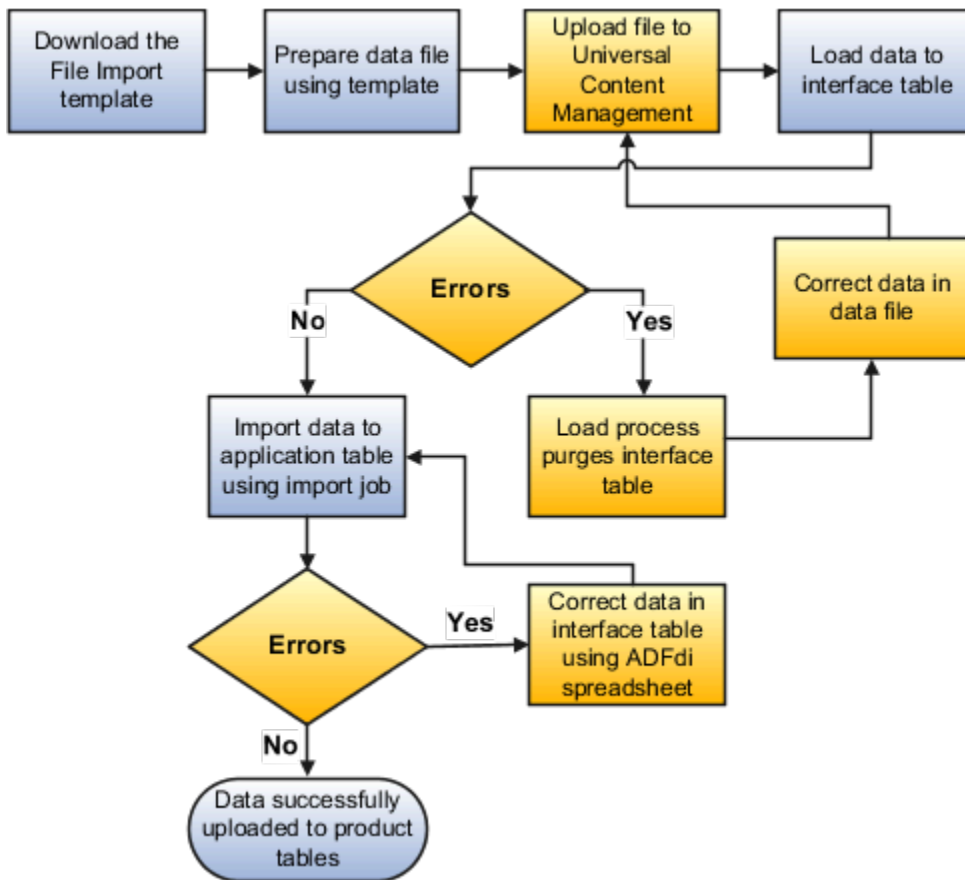 Download the
File Import
template
Prepare data file
using template
Upload file to
Universal
Content
Management
Load data to
interface table
Errors
No
Yes
Correct data in
data file
Import data to
application table
using import job
Load process
purges interface
table
Errors
Yes
Correct data in
interface table
using ADFdi
spreadsheet
No
Data successfully
uploaded to product
tables